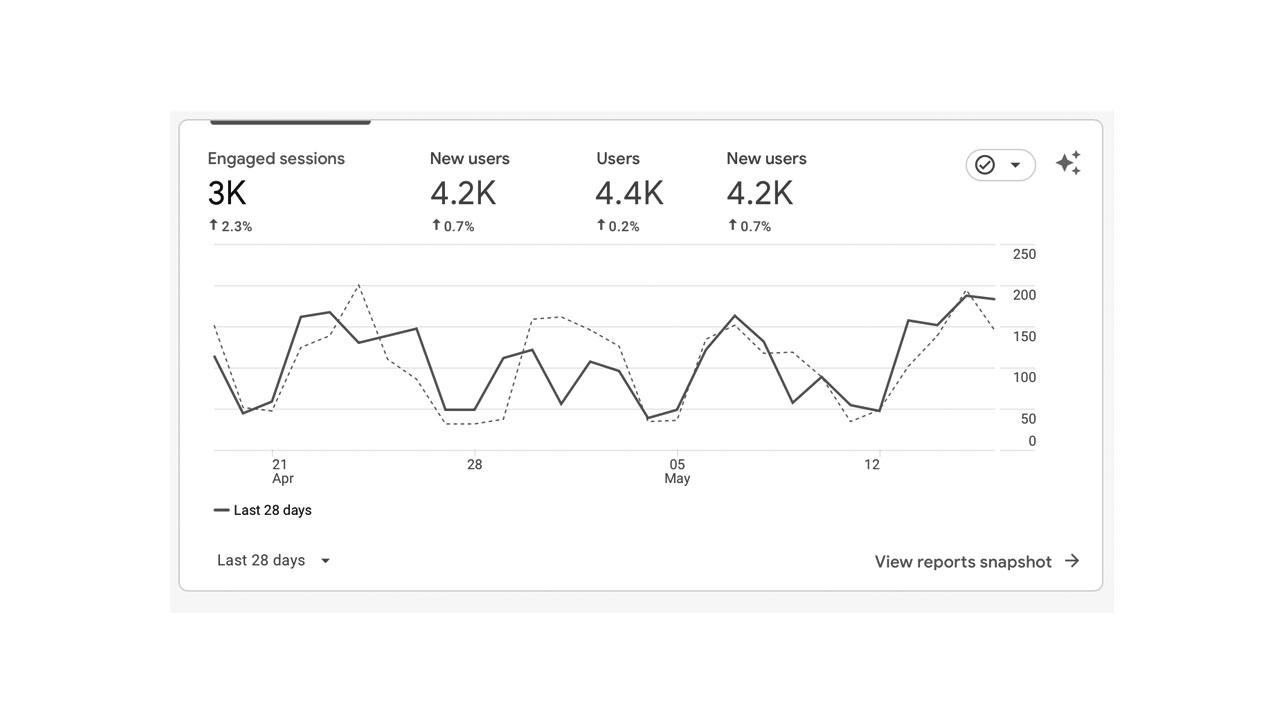 Engaged sessions
3K
2.3%
New users
4.2K
0.7%
Users
4.4K
0.2%
New users
4.2K
0.7%
250
200
150
100
50
0
21
Apr
28
05
May
12
Last 28 days
Last 28 days
View reports snapshot